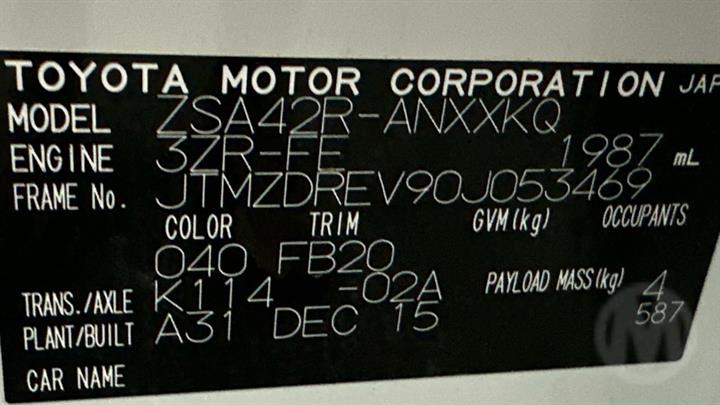 TOYOTA MOTOR CORPORATION JAP
MODEL ZSA42R-ANXXKQ
ENGINE 3ZR-FE 1987 mL
FRAME No. JTMZDREV90J053469
COLOR TRIM GVM(kg) OCCUPANTS
040 FB20
TRANS./AXLE K114 -02A PAYLOAD MASS(kg) 4
PLANT/BUILT A31 DEC 15 587
CAR NAME
M